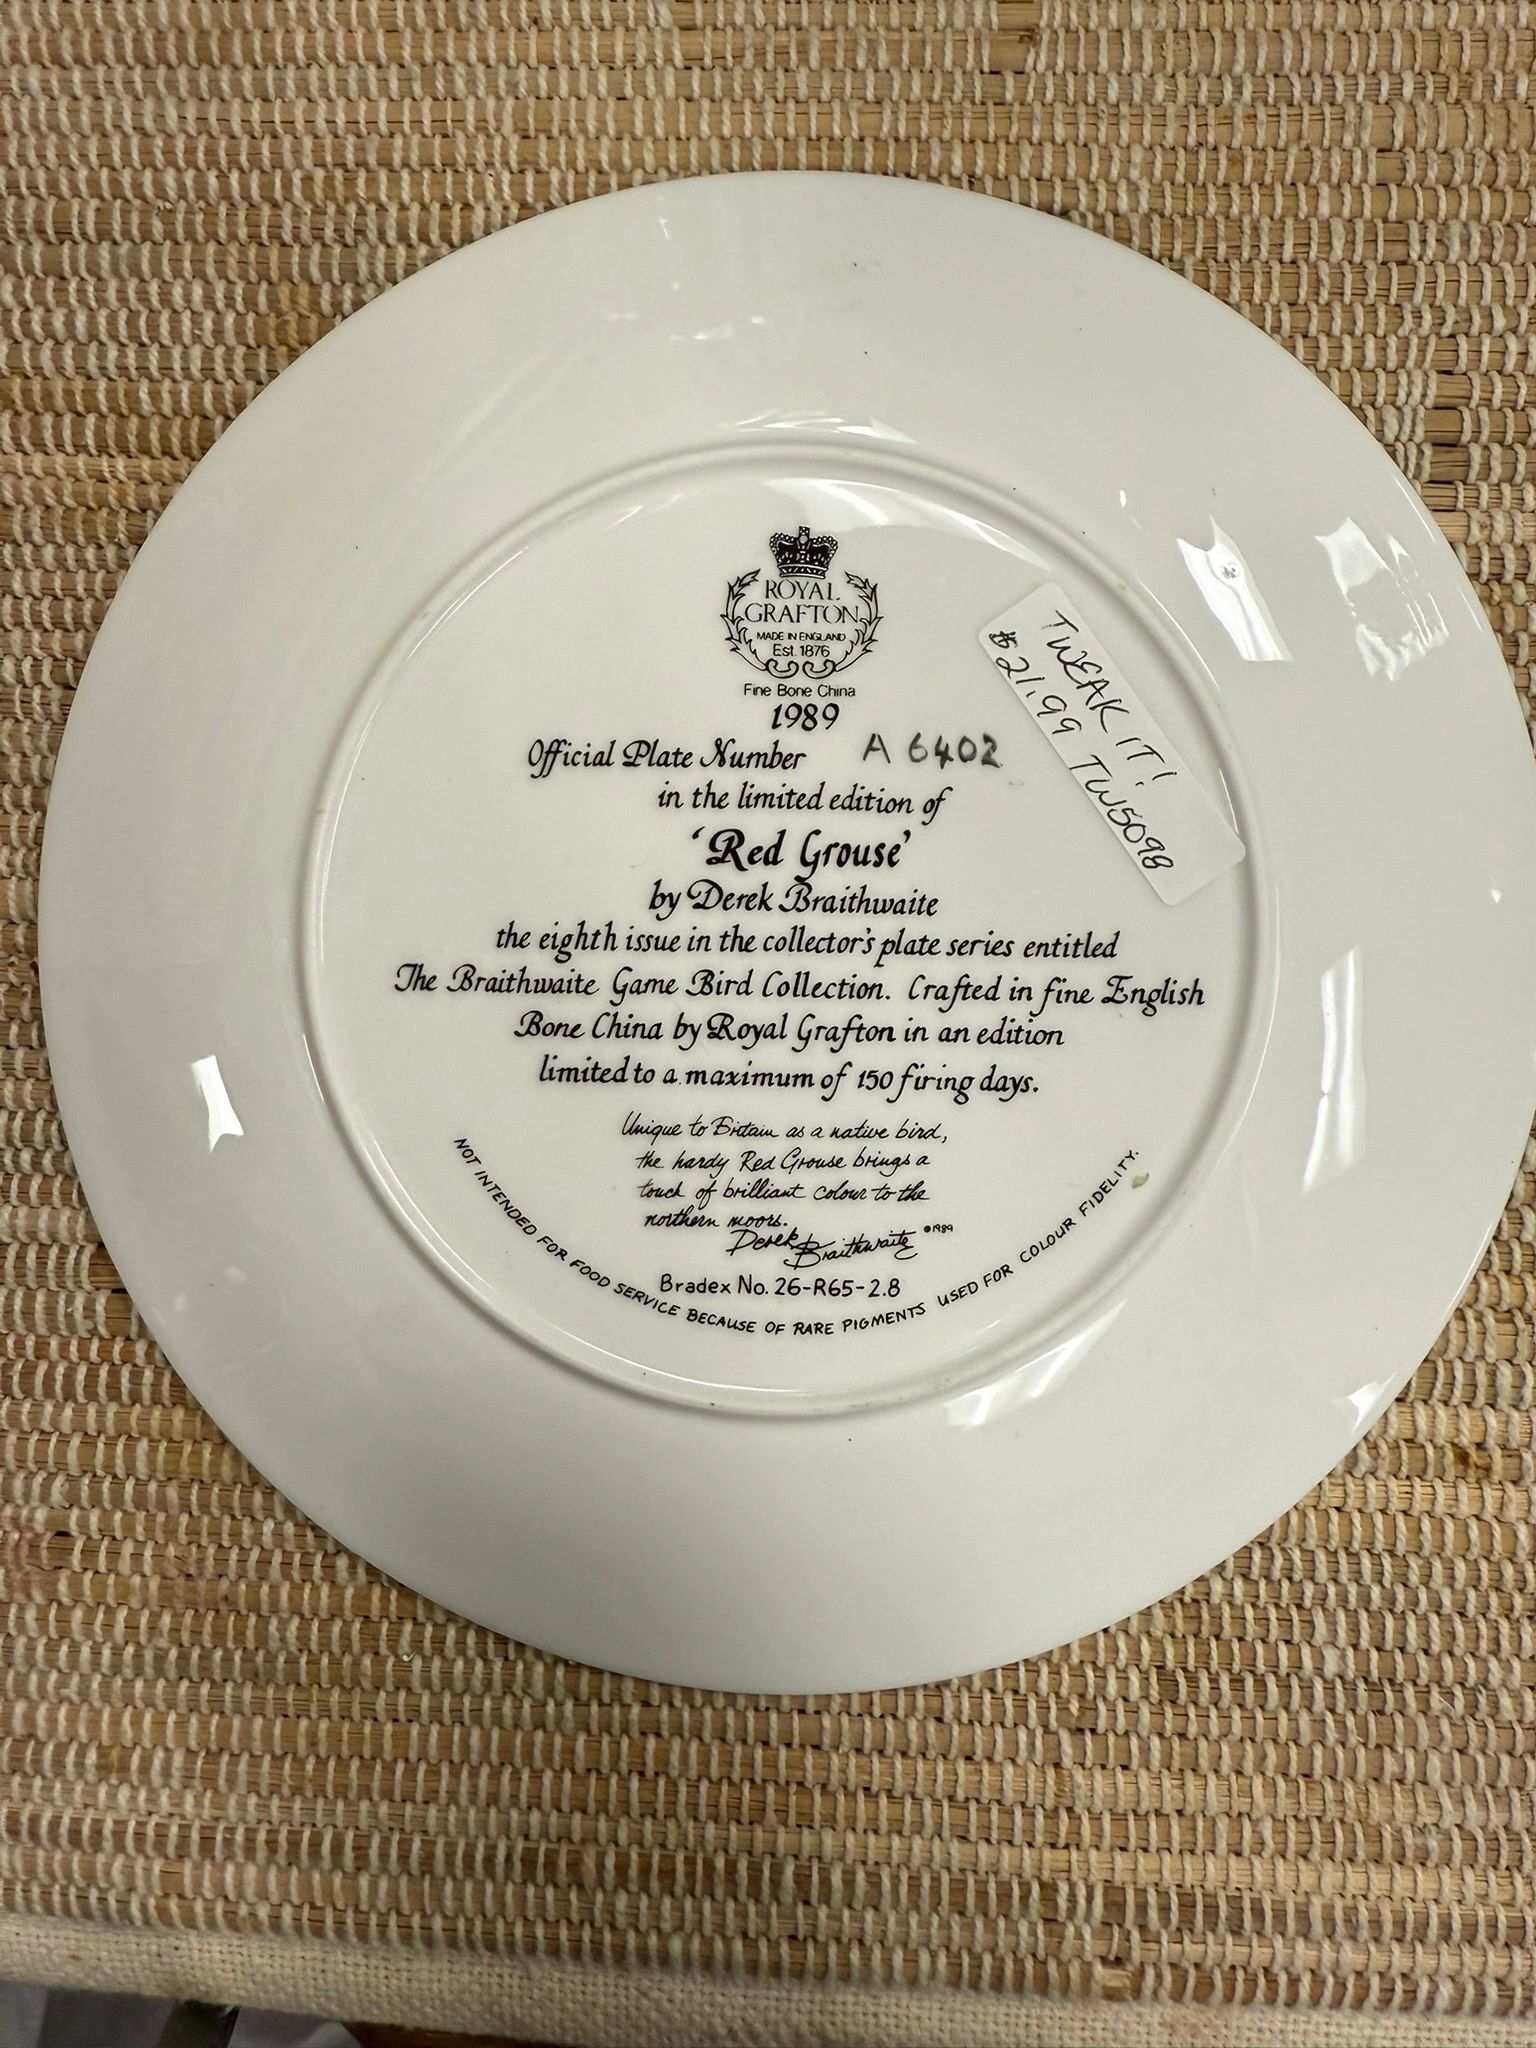 ROYAL
GRAFTON
MADE IN ENGLAND
Est. 1876
Fine Bone China
1989
Official Plate Number A 6402
in the limited edition of
‘Red Grouse’
by Derek Braithwaite
the eighth issue in the collector's plate series entitled
The Braithwaite Game Bird Collection. Crafted in fine English
Bone China by Royal Grafton in an edition
limited to a maximum of 150 firing days.
Unique to Britain as a native bird,
the hardy Red Grouse brings a
touch of brilliant colour to the
northern moors.
Derek Braithwaite ©1989
Bradex No. 26-R65-2.8
NOT INTENDED FOR FOOD SERVICE BECAUSE OF RARE PIGMENTS USED FOR COLOUR FIDELITY.
TWEAK IT!
$21.99 TW5098